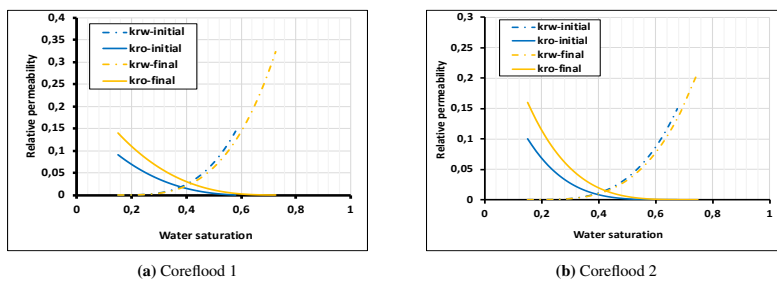 0,4
0,35
0,3
0,25
0,2
0,15
0,1
0,05
0
Relative permeability
krw-initial
kro-initial
krw-final
kro-final
0 0,2 0,4 0,6 0,8 1
Water saturation
(a) Coreflood 1
0,3
0,25
0,2
0,15
0,1
0,05
0
Relative permeability
krw-initial
kro-initial
krw-final
kro-final
0 0,2 0,4 0,6 0,8 1
Water saturation
(b) Coreflood 2